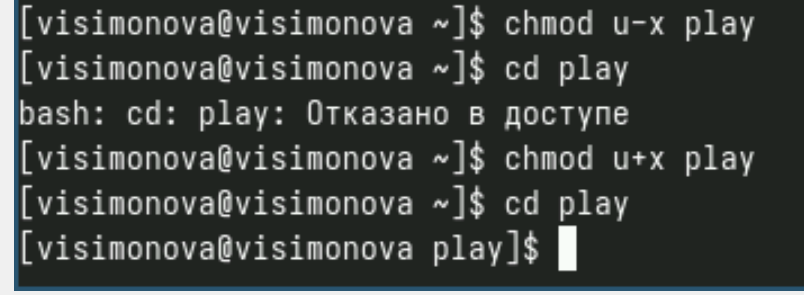 [visimonova@visimonova ~]$ chmod u-x play
[visimonova@visimonova ~]$ cd play
bash: cd: play: Отказано в доступе
[visimonova@visimonova ~]$ chmod u+x play
[visimonova@visimonova ~]$ cd play
[visimonova@visimonova play]$